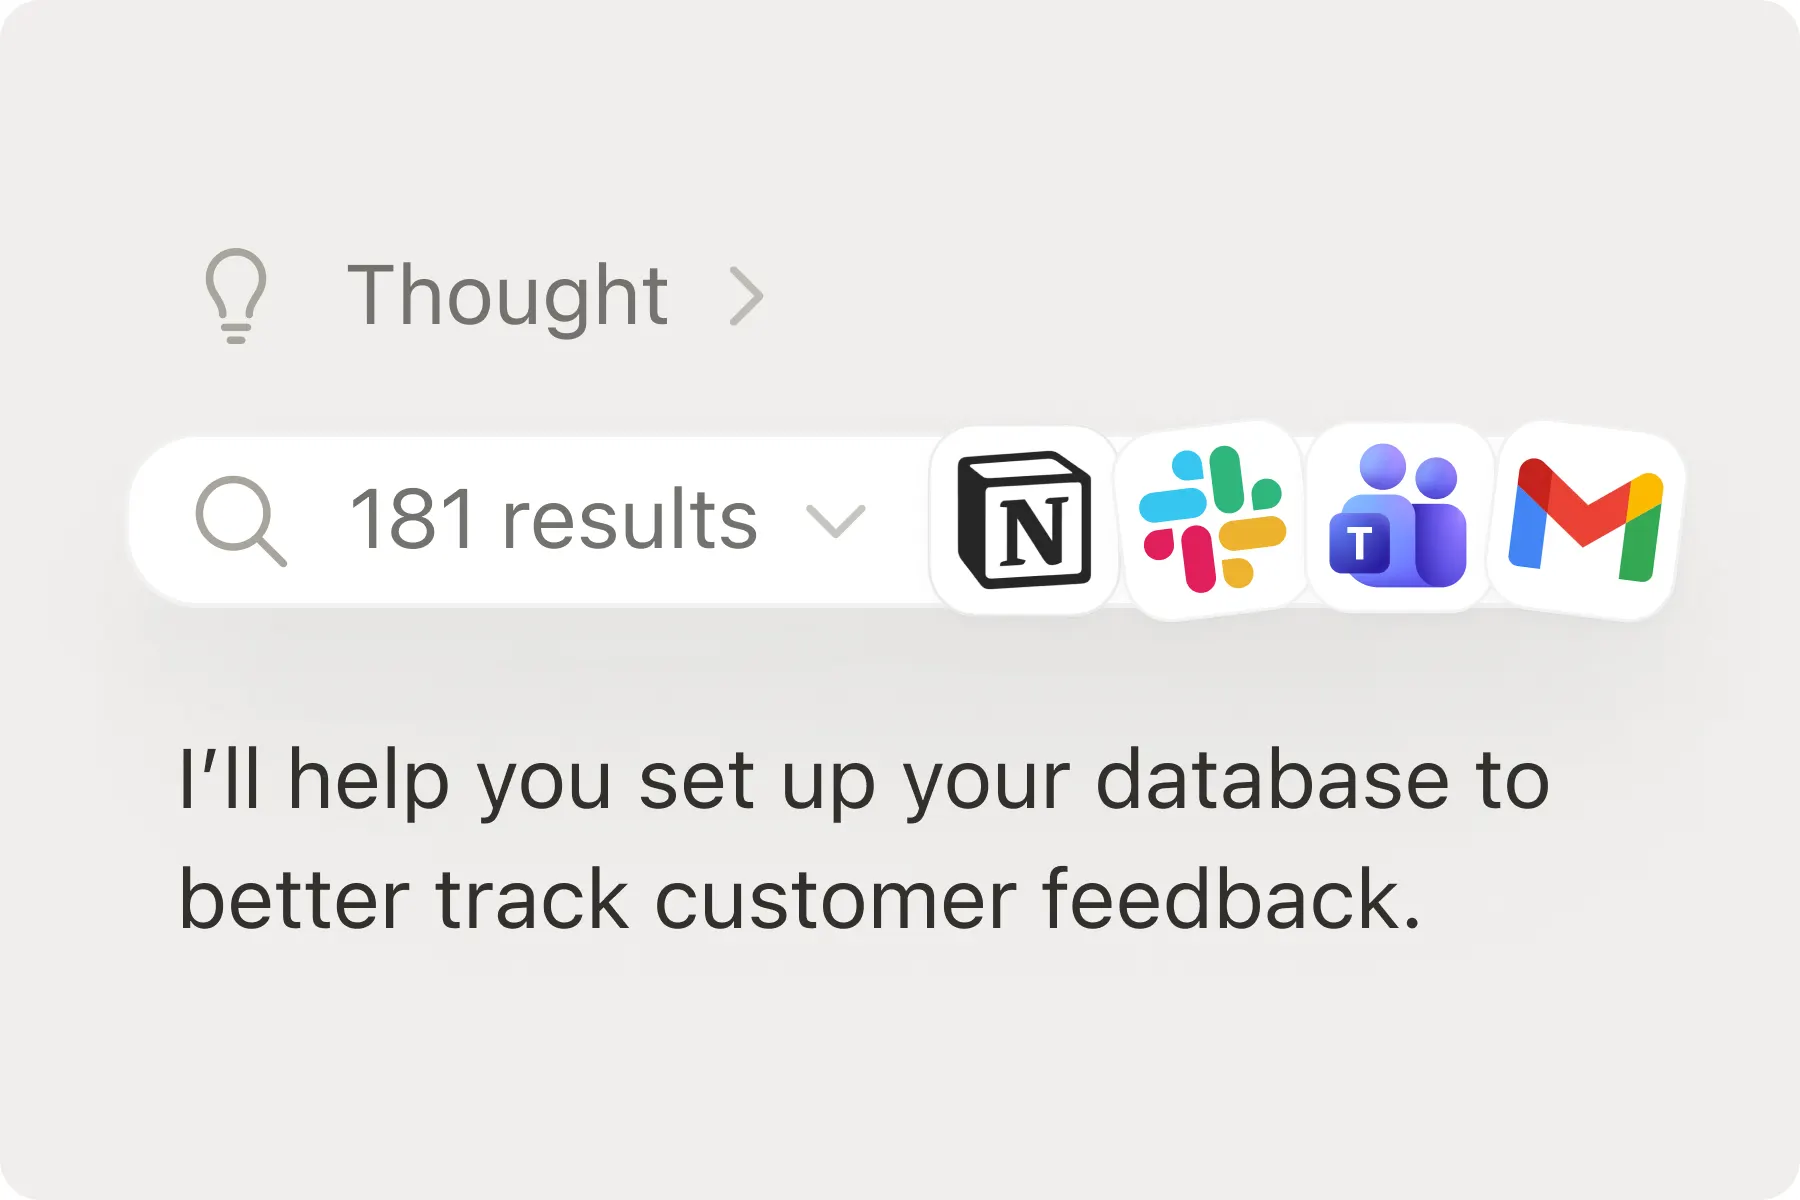 Thought
181 results
N
T
I’ll help you set up your database to
better track customer feedback.